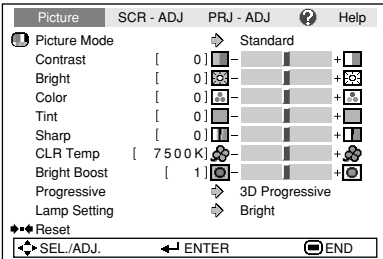 Picture SCR - ADJ PRJ - ADJ ? Help
Picture Mode Standard
Contrast [ 0] - +
Bright [ 0] - +
Color [ 0] - +
Tint [ 0] - +
Sharp [ 0] - +
CLR Temp [ 7500K] - +
Bright Boost [ 1] - +
Progressive 3D Progressive
Lamp Setting Bright
Reset
SEL./ADJ. ENTER END